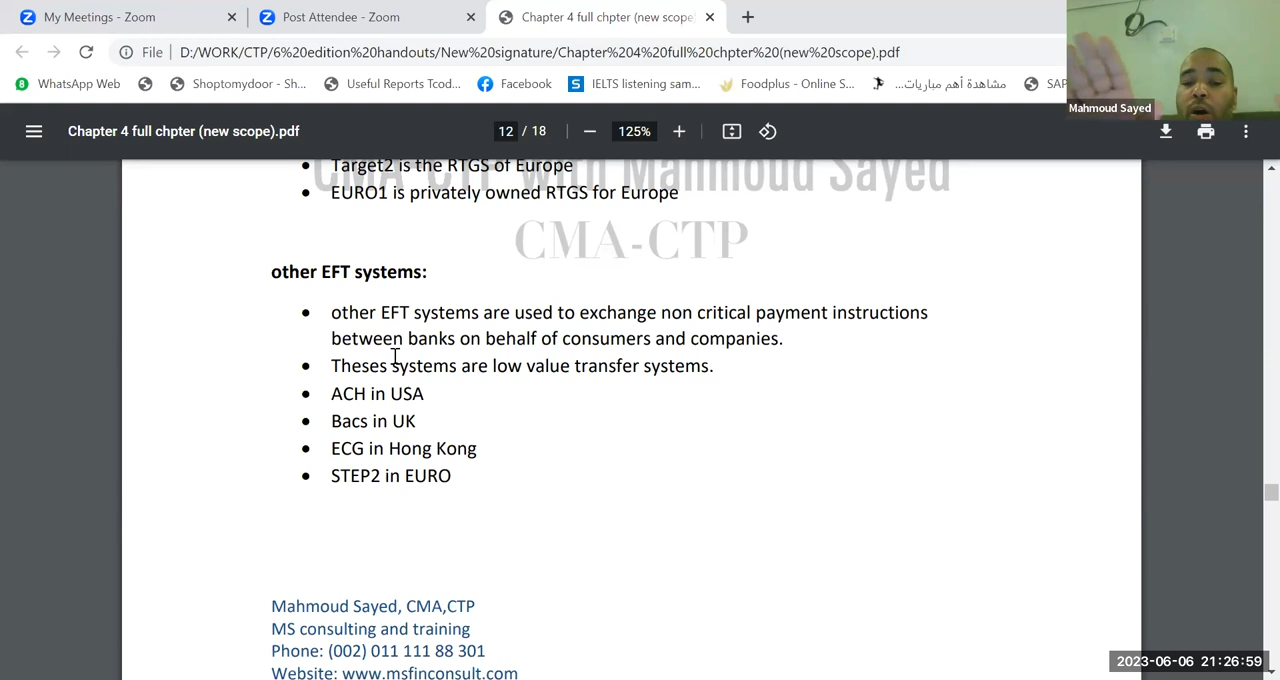 My Meetings - Zoom
Post Attendee - Zoom
Chapter 4 full chpter (new scope
File
D:/WORK/CTP/6%20edition%20handouts/New%20signature/Chapter%204%20full%20chpter%20(new%20scope).pdf
WhatsApp Web
Shoptomydoor - Sh...
Useful Reports Tcod...
Facebook
IELTS listening sam...
Foodplus - Online S...
مشاهدة أهم مباريات...
SAP
Mahmoud Sayed
Chapter 4 full chpter (new scope).pdf
12 / 18
125%
CMA-CTP with Mahmoud Sayed
CMA-CTP
• Target2 is the RTGS of Europe
• EURO1 is privately owned RTGS for Europe
other EFT systems:
• other EFT systems are used to exchange non critical payment instructions
between banks on behalf of consumers and companies.
• Theses systems are low value transfer systems.
• ACH in USA
• Bacs in UK
• ECG in Hong Kong
• STEP2 in EURO
Mahmoud Sayed, CMA,CTP
MS consulting and training
Phone: (002) 011 111 88 301
Website: www.msfinconsult.com
2023-06-06 21:26:59